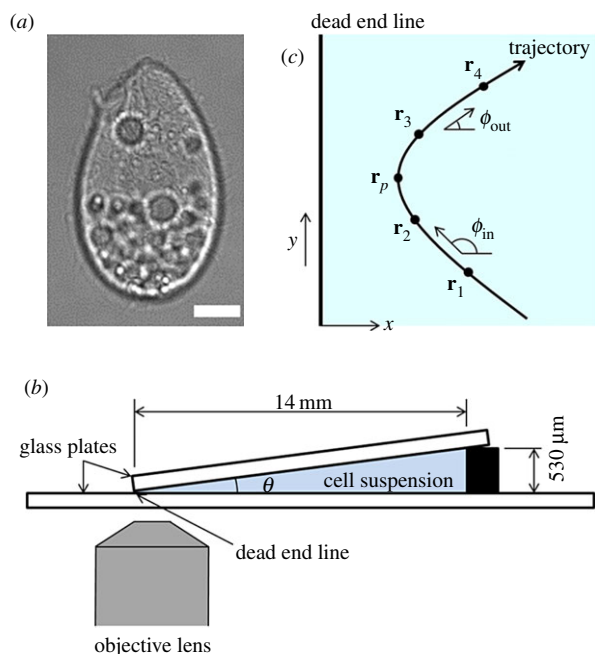 (a)
dead end line
(c)
trajectory
r4
r3
ϕout
rp
r2
ϕin
y
r1
x
(b)
14 mm
glass plates
530 µm
θ
cell suspension
dead end line
objective lens